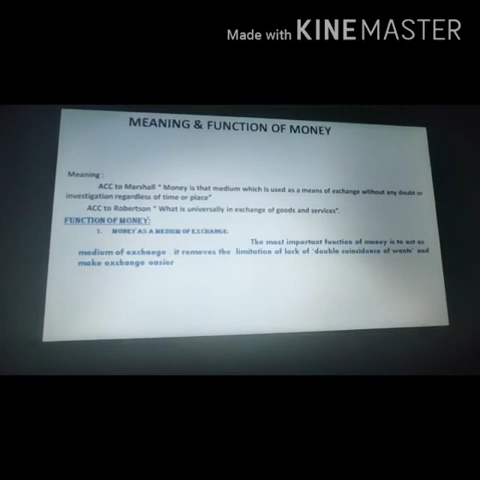 Made with KINEMASTER
MEANING & FUNCTION OF MONEY
Meaning :
ACC to Marshall " Money is that medium which is used as a means of exchange without any doubt or
investigation regardless of time or place"
ACC to Robertson " What is universally in exchange of goods and services".
FUNCTION OF MONEY:
1. MONEY AS A MEDIUM OF EXCHANGE:
The most important function of money is to act as
medium of exchange . it removes the limitation of lack of 'double coincidence of wants' and
make exchange easier